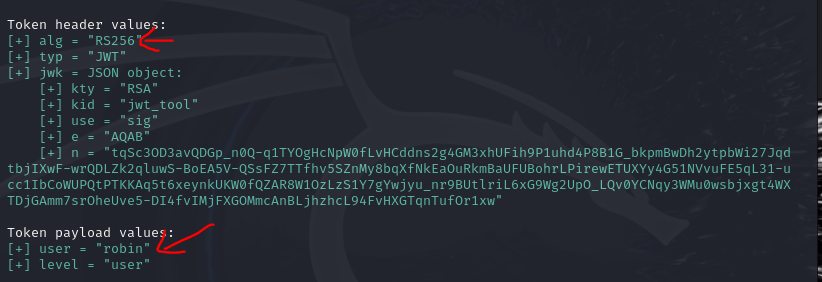 Token header values:
[+] alg = "RS256"
[+] typ = "JWT"
[+] jwk = JSON object:
    [+] kty = "RSA"
    [+] kid = "jwt_tool"
    [+] use = "sig"
    [+] e = "AQAB"
    [+] n = "tqSc3OD3avQDGp_n0Q-q1TYOgHcNpW0fLvHCddns2g4GM3xhUFih9P1uhd4P8B1G_bkpmBwDh2ytpbWi27Jqd
tbjIXwF-wrQDLZk2qluwS-BoEA5V-QSsFZ7TTfhv5SZnMy8bqXfNkEaOuRkmBaUFUBohrLPirewETUXYy4G51NVvuFE5qL31-u
cc1IbCoWUPQtPTKKAq5t6xeynkUKW0fQZAR8W1OzLzS1Y7gYwjyu_nr9BUtlriL6xG9Wg2UpO_LQv0YCNqy3WMu0wsbjxgt4WX
TDjGAmm7srOheUve5-DI4fvIMjFXGOMmcAnBLjhzhcL94FvHXGTqnTufOr1xw"
Token payload values:
[+] user = "robin"
[+] level = "user"